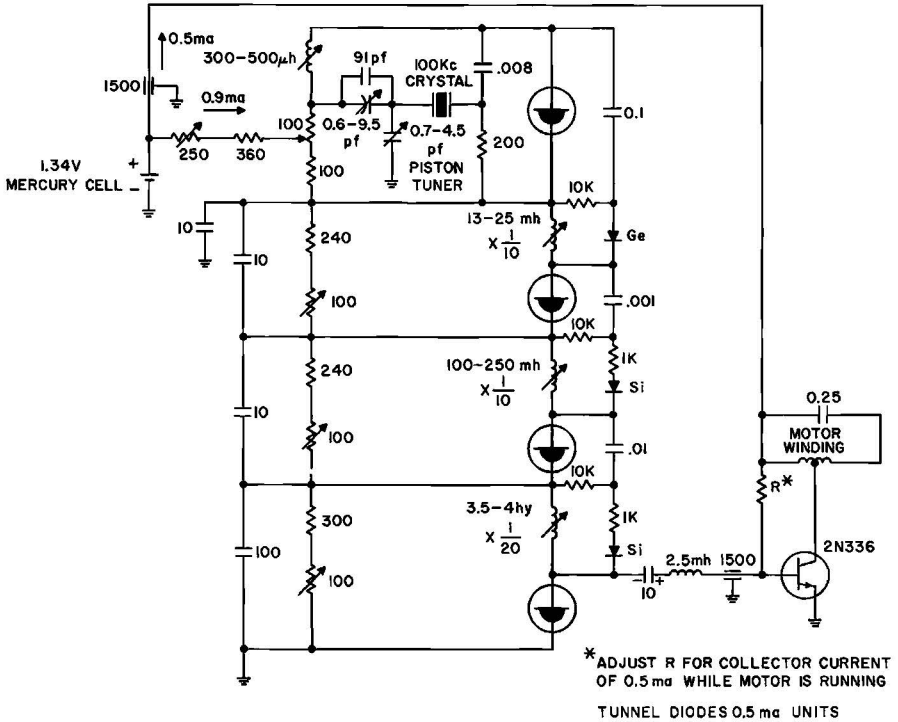 0.5ma
300-500μh
91pf
100Kc
CRYSTAL
.008
1500
0.9ma
0.1
100
0.6-9.5
pf
0.7-4.5
pf
PISTON
TUNER
200
250
360
+
1.34V
MERCURY CELL
-
100
10K
10
13-25 mh
X 1/10
Ge
240
10
.001
100
10K
100-250 mh
X 1/10
1K
Si
240
0.25
10
MOTOR
WINDING
100
.01
10K
R*
3.5-4hy
X 1/20
1K
300
Si
2N336
100
2.5mh
1500
100
- 10 +
*ADJUST R FOR COLLECTOR CURRENT
OF 0.5 ma WHILE MOTOR IS RUNNING
TUNNEL DIODES 0.5 ma UNITS